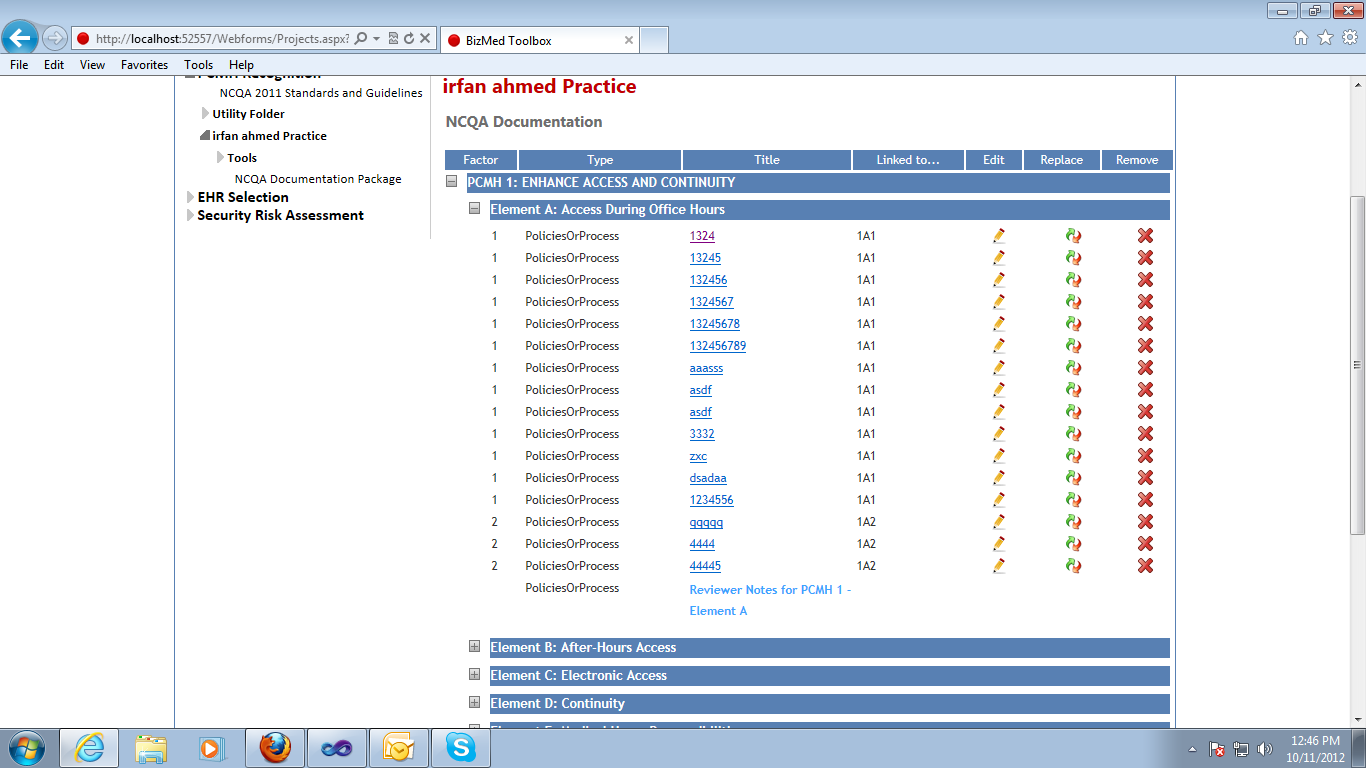 http://localhost:52557/Webforms/Projects.aspx?
BizMed Toolbox
File Edit View Favorites Tools Help
PCMH Recognition
NCQA 2011 Standards and Guidelines
Utility Folder
irfan ahmed Practice
Tools
NCQA Documentation Package
EHR Selection
Security Risk Assessment
irfan ahmed Practice
NCQA Documentation
Factor Type Title Linked to... Edit Replace Remove
PCMH 1: ENHANCE ACCESS AND CONTINUITY
Element A: Access During Office Hours
1 PoliciesOrProcess 1324 1A1
1 PoliciesOrProcess 13245 1A1
1 PoliciesOrProcess 132456 1A1
1 PoliciesOrProcess 1324567 1A1
1 PoliciesOrProcess 13245678 1A1
1 PoliciesOrProcess 132456789 1A1
1 PoliciesOrProcess aaasss 1A1
1 PoliciesOrProcess asdf 1A1
1 PoliciesOrProcess asdf 1A1
1 PoliciesOrProcess 3332 1A1
1 PoliciesOrProcess zxc 1A1
1 PoliciesOrProcess dsadaa 1A1
1 PoliciesOrProcess 1234556 1A1
2 PoliciesOrProcess qqqqq 1A2
2 PoliciesOrProcess 4444 1A2
2 PoliciesOrProcess 44445 1A2
PoliciesOrProcess Reviewer Notes for PCMH 1 -
Element A
Element B: After-Hours Access
Element C: Electronic Access
Element D: Continuity
12:46 PM
10/11/2012